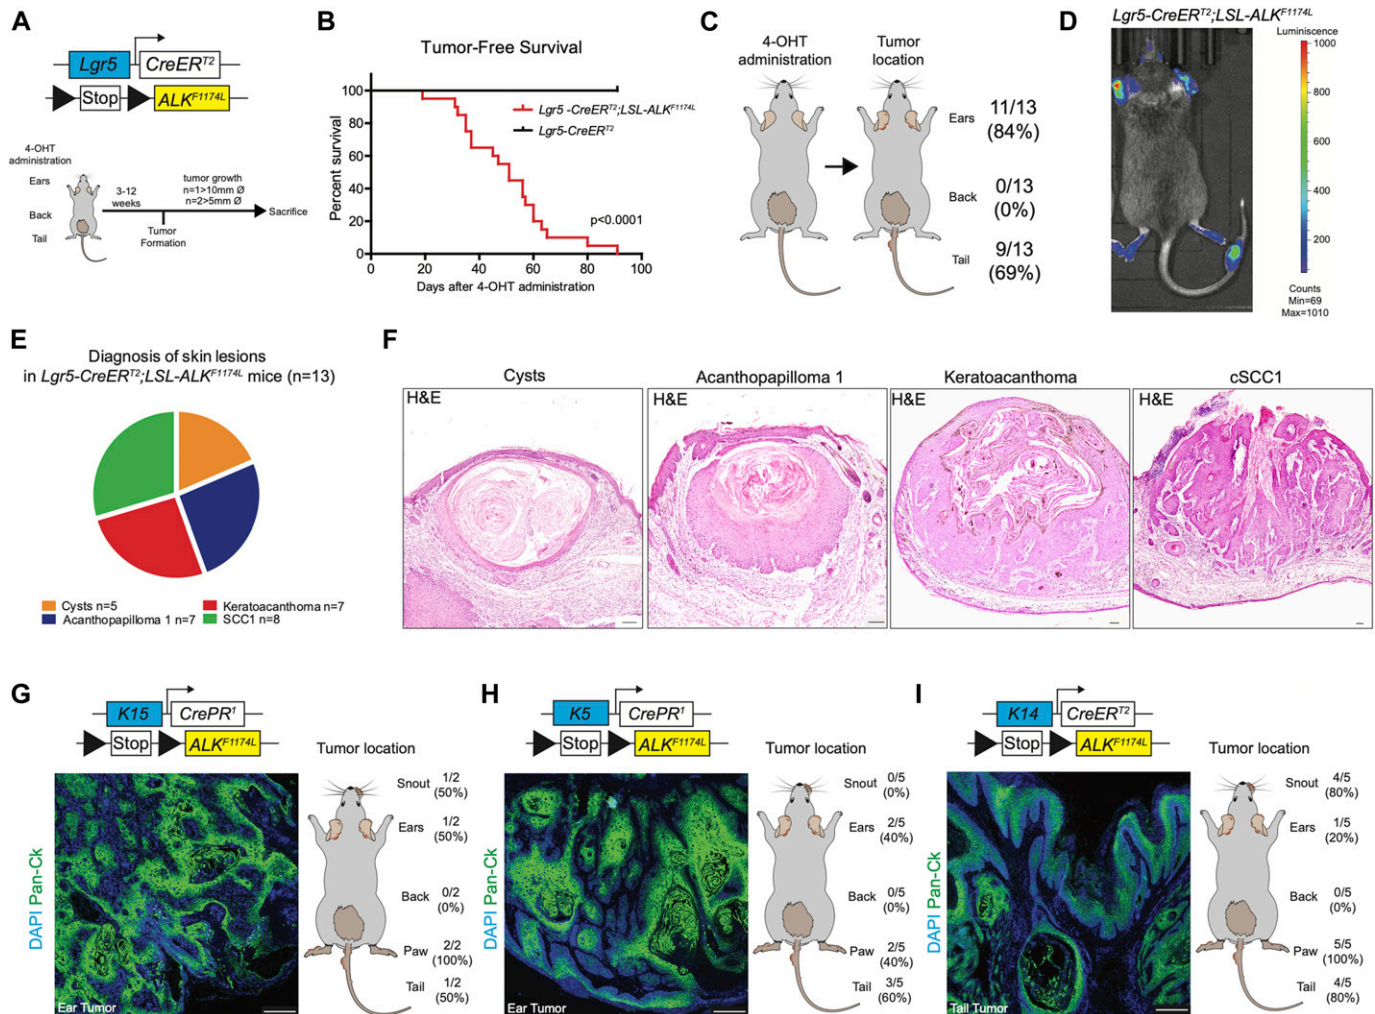 A
Lgr5
CreER^T2
Stop
ALK^F1174L
4-OHT
administration
Ears
Back
Tail
3-12
weeks
Tumor
Formation
tumor growth
n=1>10mm Ø
n=2>5mm Ø
Sacrifice
B
Tumor-Free Survival
Percent survival
100
80
60
40
20
0
0 20 40 60 80 100
Days after 4-OHT administration
Lgr5 -CreER^T2;LSL-ALK^F1174L
Lgr5-CreER^T2
p<0.0001
C
4-OHT
administration
Tumor
location
Ears
11/13
(84%)
Back
0/13
(0%)
Tail
9/13
(69%)
D
Lgr5-CreER^T2;LSL-ALK^F1174L
Luminiscence
1000
800
600
400
200
Counts
Min=69
Max=1010
E
Diagnosis of skin lesions
in Lgr5-CreER^T2;LSL-ALK^F1174L mice (n=13)
Cysts n=5
Keratoacanthoma n=7
Acanthopapilloma 1 n=7
SCC1 n=8
F
Cysts
Acanthopapilloma 1
Keratoacanthoma
cSCC1
H&E
H&E
H&E
H&E
G
K15
CrePR^1
Stop
ALK^F1174L
DAPI Pan-Ck
Ear Tumor
Tumor location
Snout
1/2
(50%)
Ears
1/2
(50%)
Back
0/2
(0%)
Paw
2/2
(100%)
Tail
1/2
(50%)
H
K5
CrePR^1
Stop
ALK^F1174L
DAPI Pan-Ck
Ear Tumor
Tumor location
Snout
0/5
(0%)
Ears
2/5
(40%)
Back
0/5
(0%)
Paw
2/5
(40%)
Tail
3/5
(60%)
I
K14
CreER^T2
Stop
ALK^F1174L
DAPI Pan-Ck
Tail Tumor
Tumor location
Snout
4/5
(80%)
Ears
1/5
(20%)
Back
0/5
(0%)
Paw
5/5
(100%)
Tail
4/5
(80%)